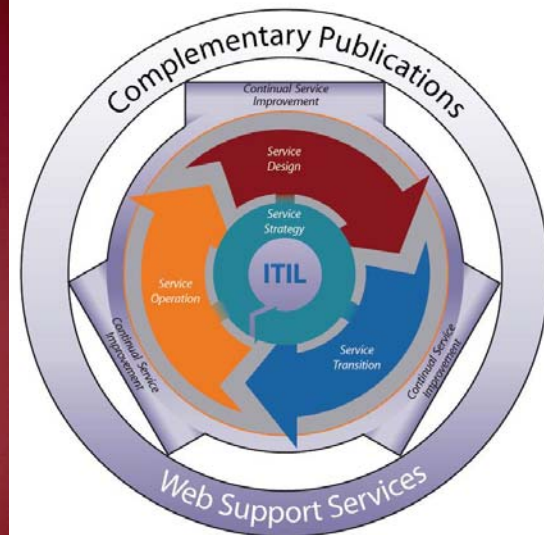 Complementary Publications
Continual Service
Improvement
Service
Design
Service
Strategy
ITIL
Service
Operation
Service
Transition
Continual Service
Improvement
Continual Service
Improvement
Web Support Services